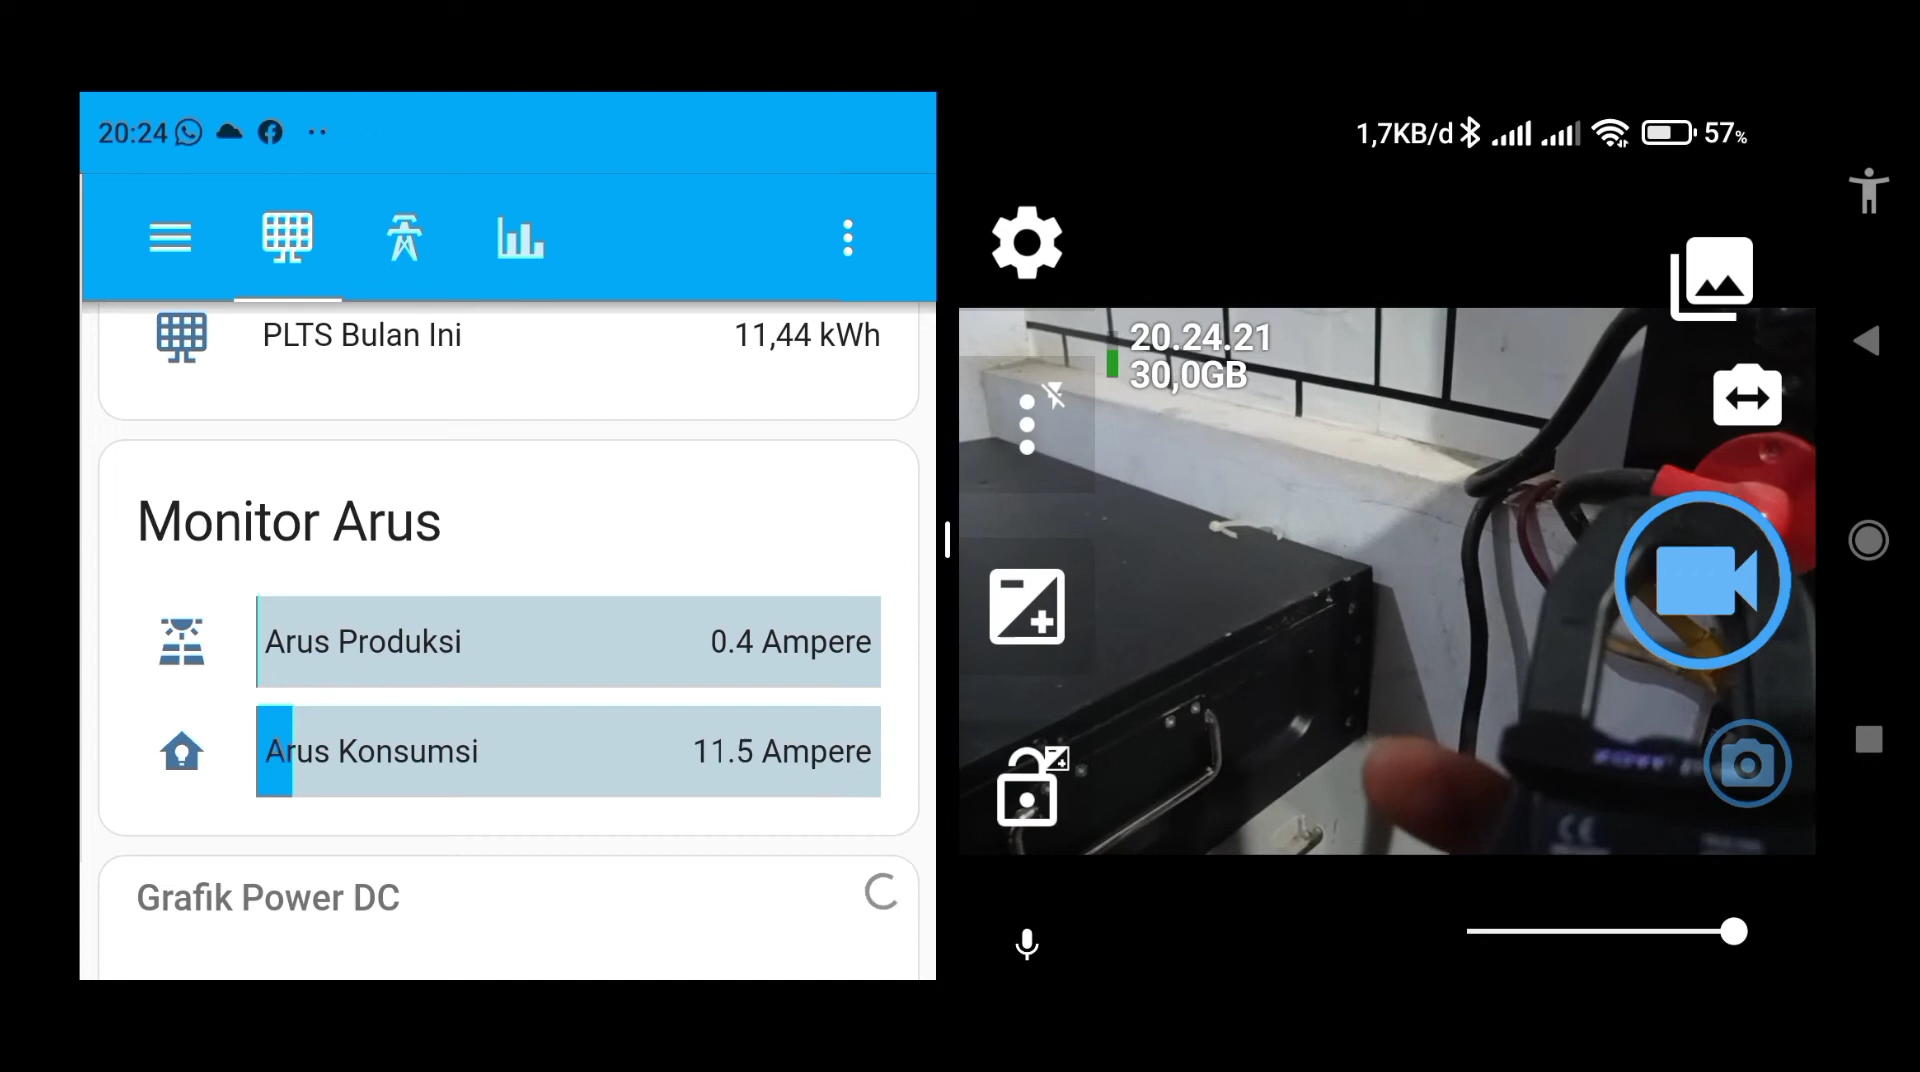 20:24
1,7KB/d 57%
PLTS Bulan Ini 11,44 kWh
Monitor Arus
Arus Produksi 0.4 Ampere
Arus Konsumsi 11.5 Ampere
Grafik Power DC
20.24.21
30,0GB
CE